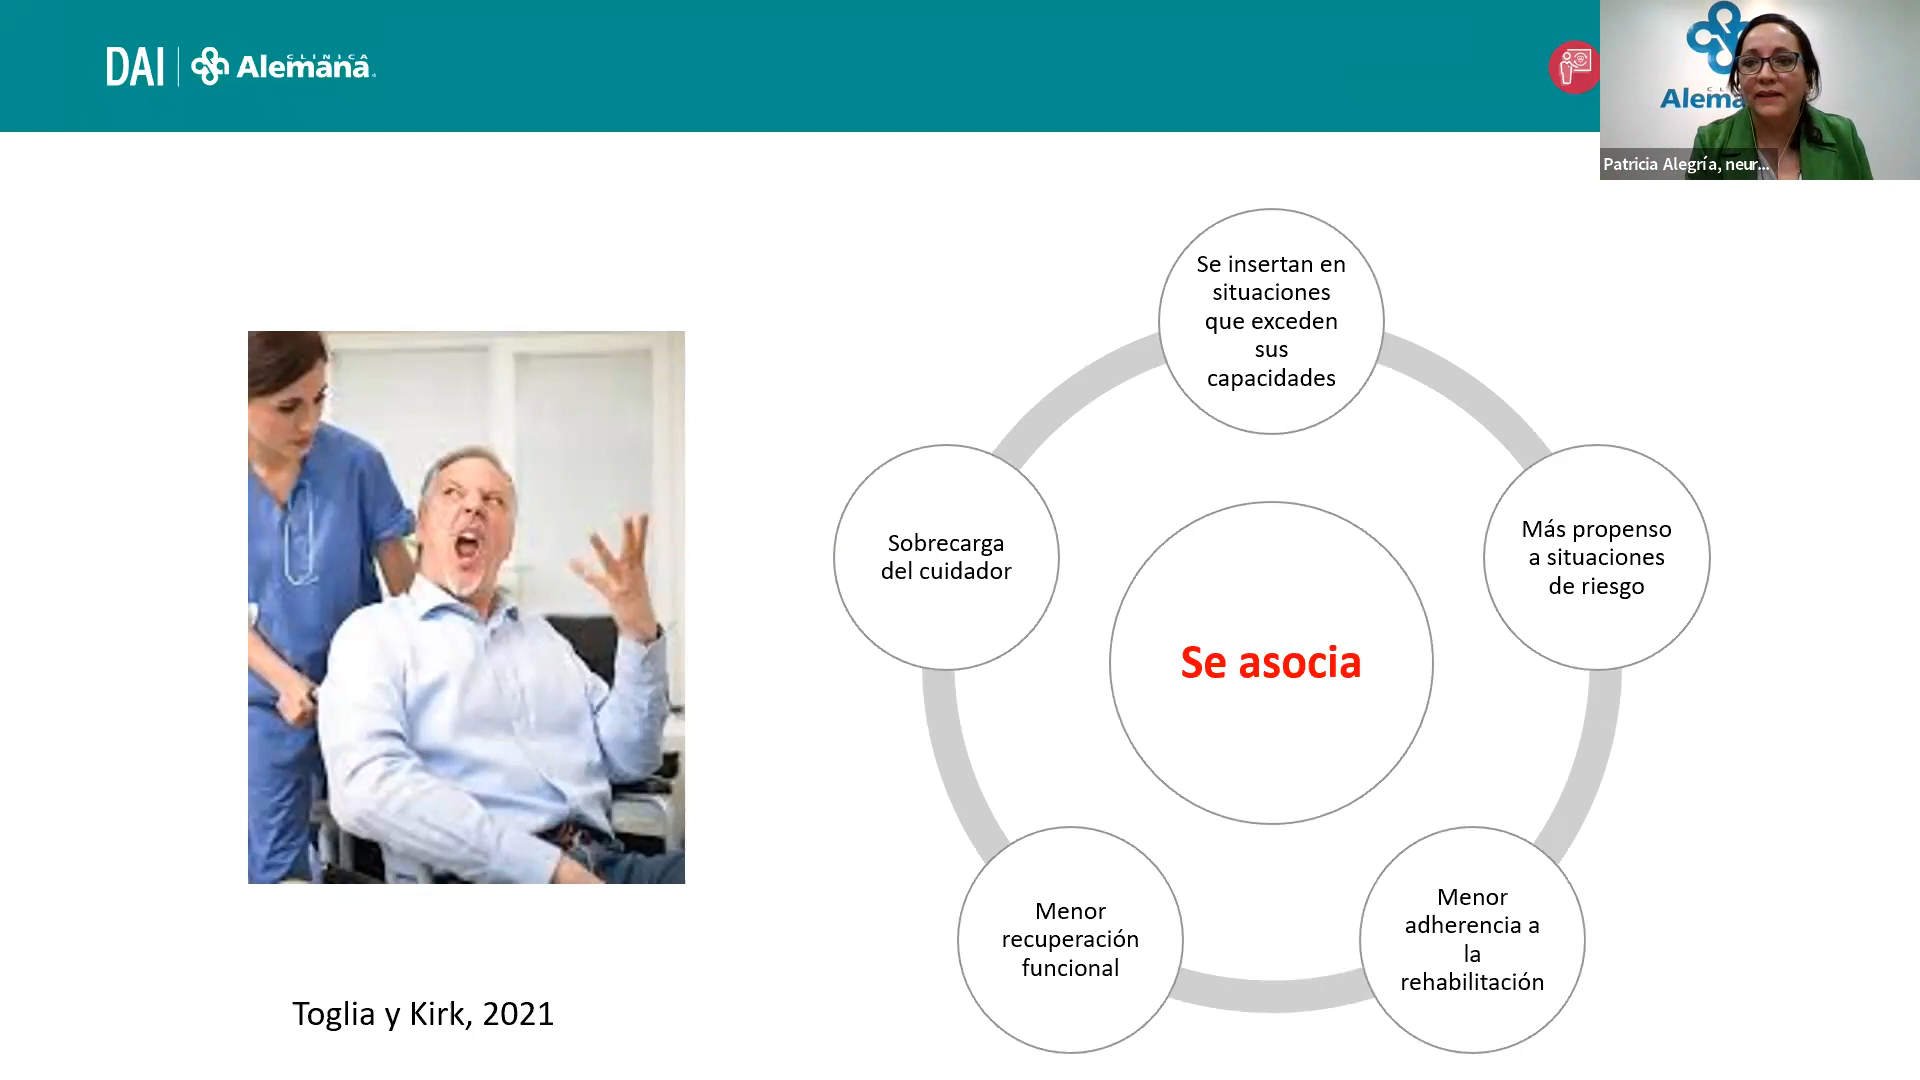 DAI
CLINICA
Alemana
Patricia Alegría, neur...
Se insertan en
situaciones
que exceden
sus
capacidades
Sobrecarga
del cuidador
Más propenso
a situaciones
de riesgo
Se asocia
Menor
recuperación
funcional
Menor
adherencia a
la
rehabilitación
Toglia y Kirk, 2021